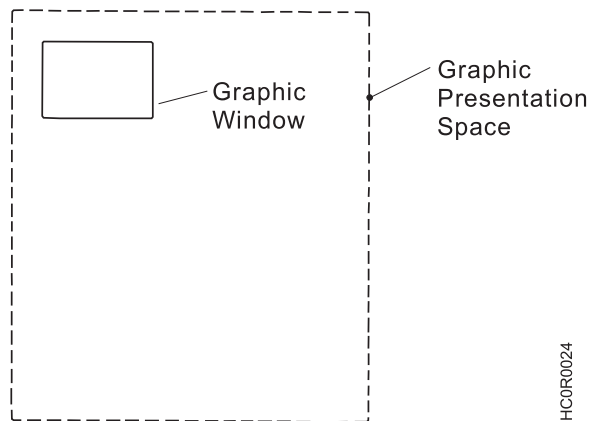 Graphic
Window
Graphic
Presentation
Space
HC0R0024